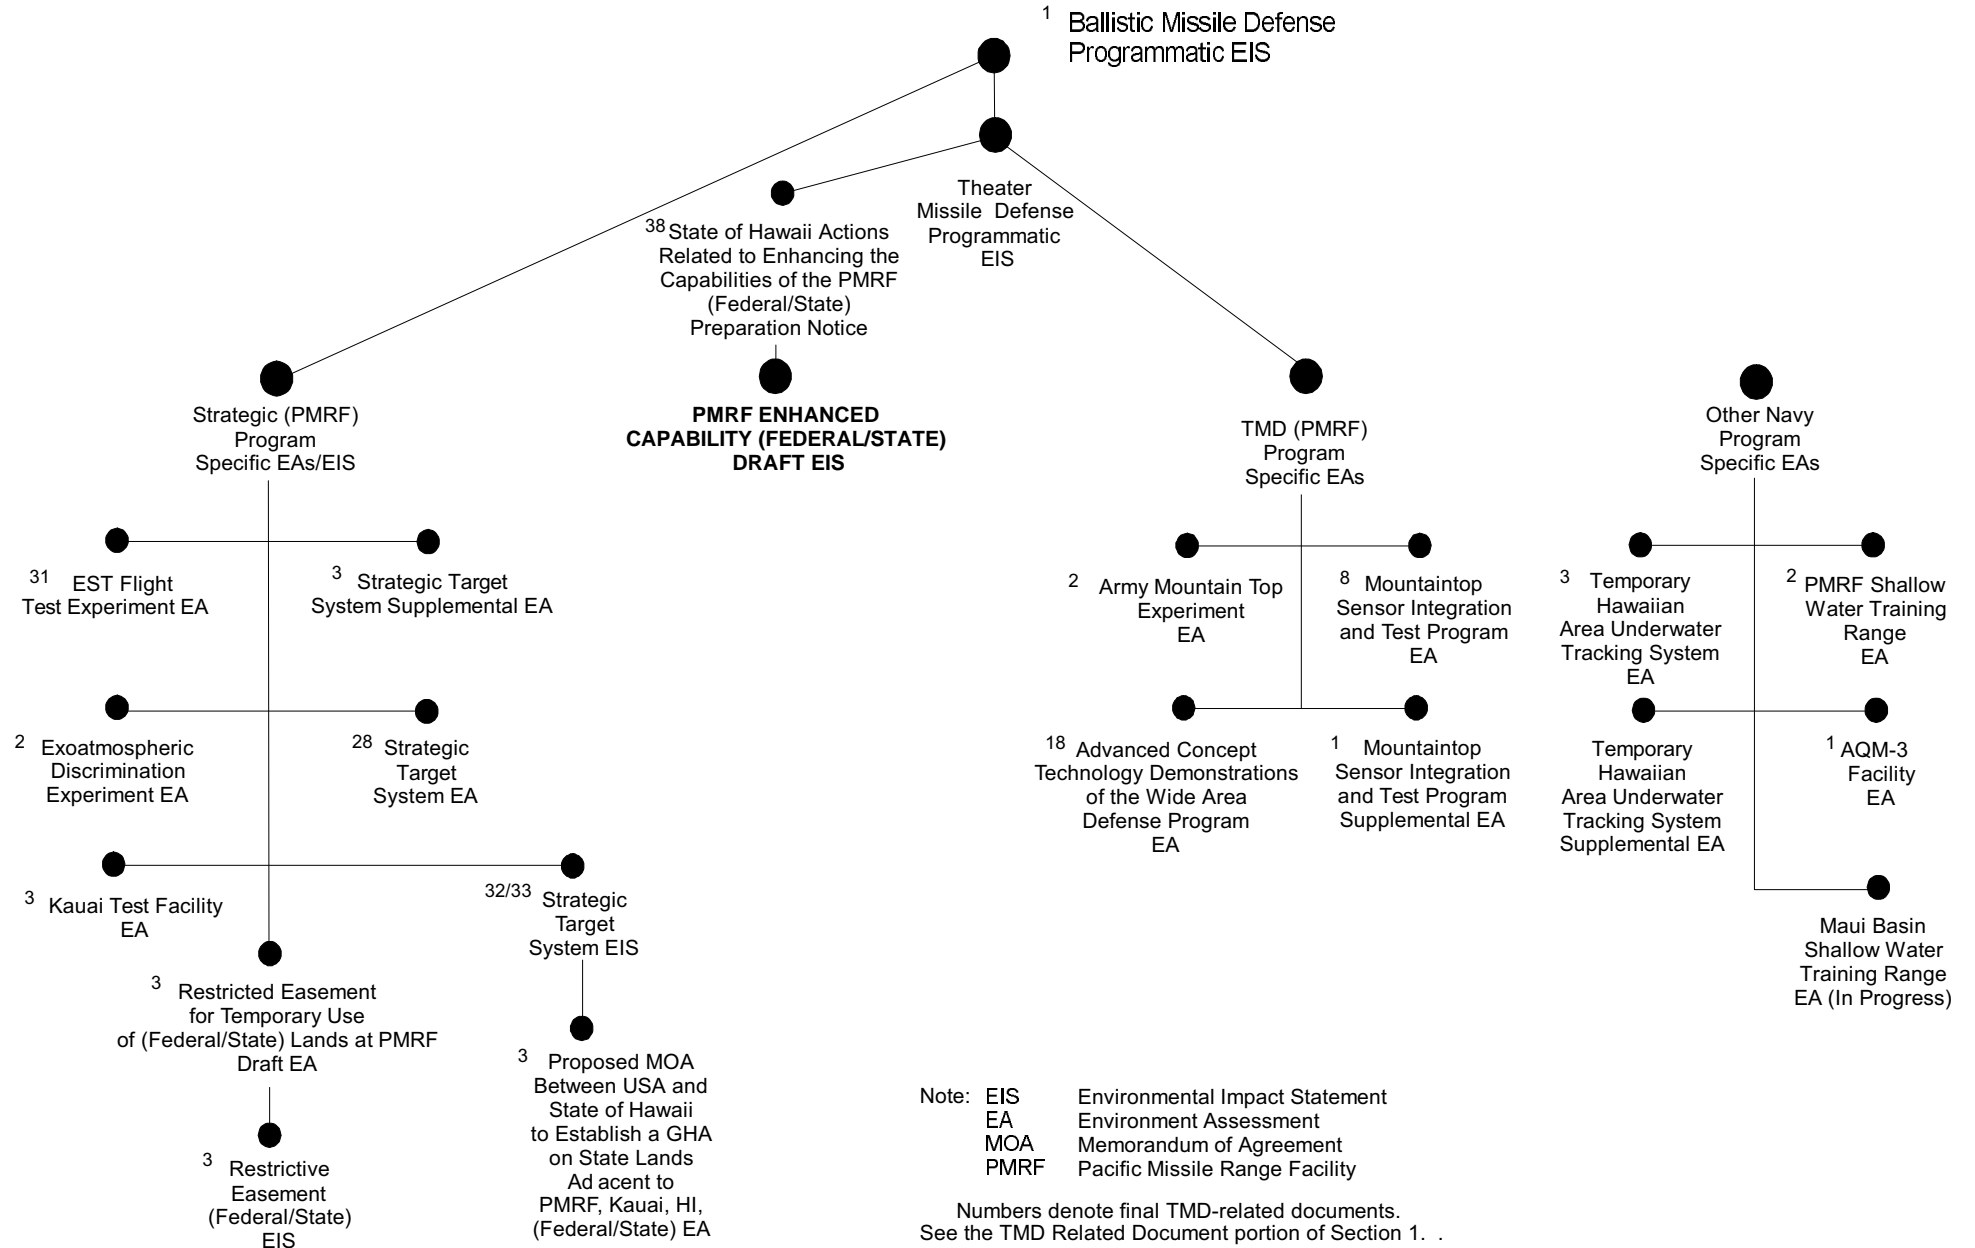 1 Ballistic Missile Defense
Programmatic EIS
Theater
Missile Defense
Programmatic
EIS
38 State of Hawaii Actions
Related to Enhancing the
Capabilities of the PMRF
(Federal/State)
Preparation Notice
Strategic (PMRF)
Program
Specific EAs/EIS
PMRF ENHANCED
CAPABILITY (FEDERAL/STATE)
DRAFT EIS
TMD (PMRF)
Program
Specific EAs
Other Navy
Program
Specific EAs
31 EST Flight
Test Experiment EA
3 Strategic Target
System Supplemental EA
2 Exoatmospheric
Discrimination
Experiment EA
28 Strategic
Target
System EA
3 Kauai Test Facility
EA
32/33 Strategic
Target
System EIS
3 Restricted Easement
for Temporary Use
of (Federal/State) Lands at PMRF
Draft EA
3 Restrictive
Easement
(Federal/State)
EIS
3 Proposed MOA
Between USA and
State of Hawaii
to Establish a GHA
on State Lands
Ad acent to
PMRF, Kauai, HI,
(Federal/State) EA
2 Army Mountain Top
Experiment
EA
8 Mountaintop
Sensor Integration
and Test Program
EA
18 Advanced Concept
Technology Demonstrations
of the Wide Area
Defense Program
EA
1 Mountaintop
Sensor Integration
and Test Program
Supplemental EA
3 Temporary
Hawaiian
Area Underwater
Tracking System
EA
2 PMRF Shallow
Water Training
Range
EA
Temporary
Hawaiian
Area Underwater
Tracking System
Supplemental EA
1 AQM-3
Facility
EA
Maui Basin
Shallow Water
Training Range
EA (In Progress)
Note: EIS Environmental Impact Statement
EA Environment Assessment
MOA Memorandum of Agreement
PMRF Pacific Missile Range Facility
Numbers denote final TMD-related documents.
See the TMD Related Document portion of Section 1. .